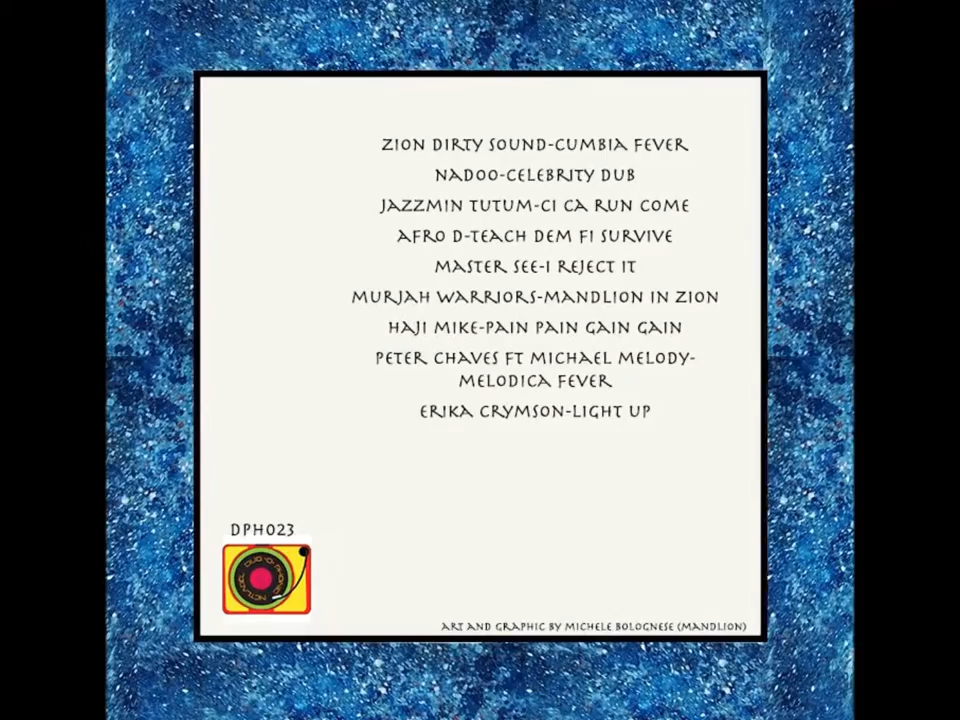 ZION DIRTY SOUND-CUMBIA FEVER
NADOO-CELEBRITY DUB
JAZZMIN TUTUM-CI CA RUN COME
AFRO D-TEACH DEM FI SURVIVE
MASTER SEE-I REJECT IT
MURJAH WARRIORS-MANDLION IN ZION
HAJI MIKE-PAIN PAIN GAIN GAIN
PETER CHAVES FT MICHAEL MELODY-
MELODICA FEVER
ERIKA CRYMSON-LIGHT UP
DPH023
ART AND GRAPHIC BY MICHELE BOLOGNESE (MANDLION)